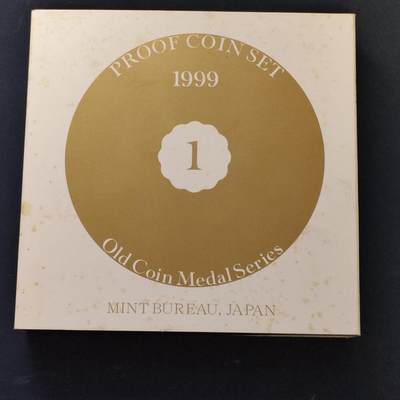 PROOF COIN SET
1999
1
Old Coin Medal Series
MINT BUREAU, JAPAN